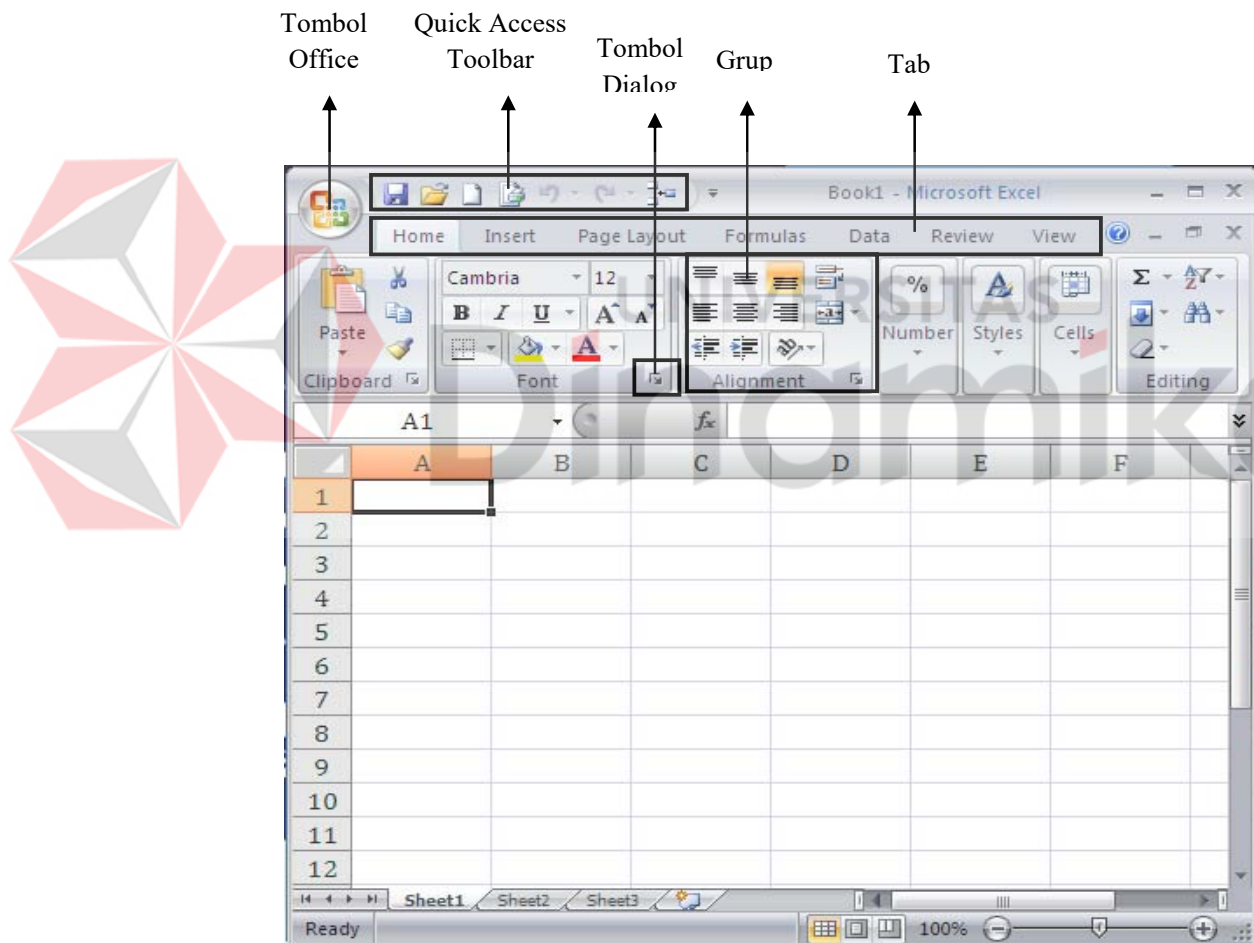 Tombol Office
Quick Access Toolbar
Tombol Dialog
Grup
Tab
Book1 - Microsoft Excel
Home Insert Page Layout Formulas Data Review View
Cambria 12
B I U A A
Paste
A
% Number
Styles
Cells
Σ
A Z
Clipboard Font Alignment Editing
UNIVERSITAS
Dinamika
A1 fx
A B C D E F
1
2
3
4
5
6
7
8
9
10
11
12
Sheet1 Sheet2 Sheet3
Ready 100%